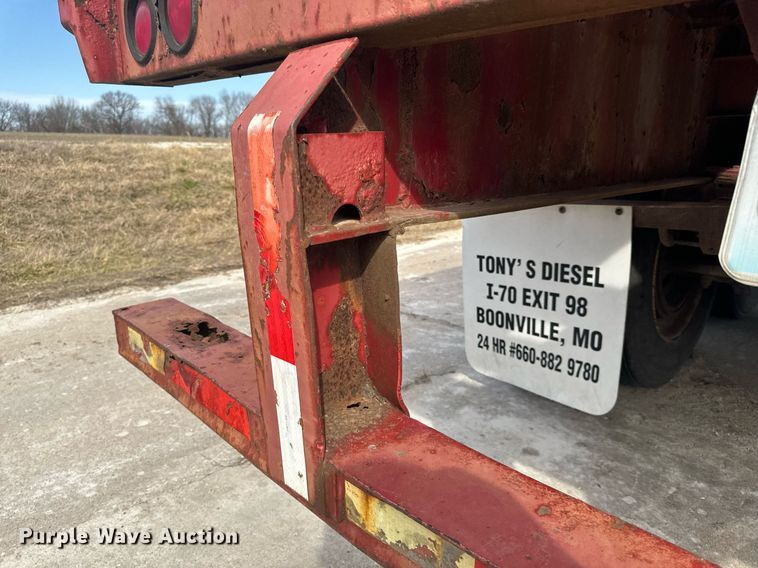 TONY'S DIESEL
I-70 EXIT 98
BOONVILLE, MO
24 HR #660-882 9780
Purple Wave Auction